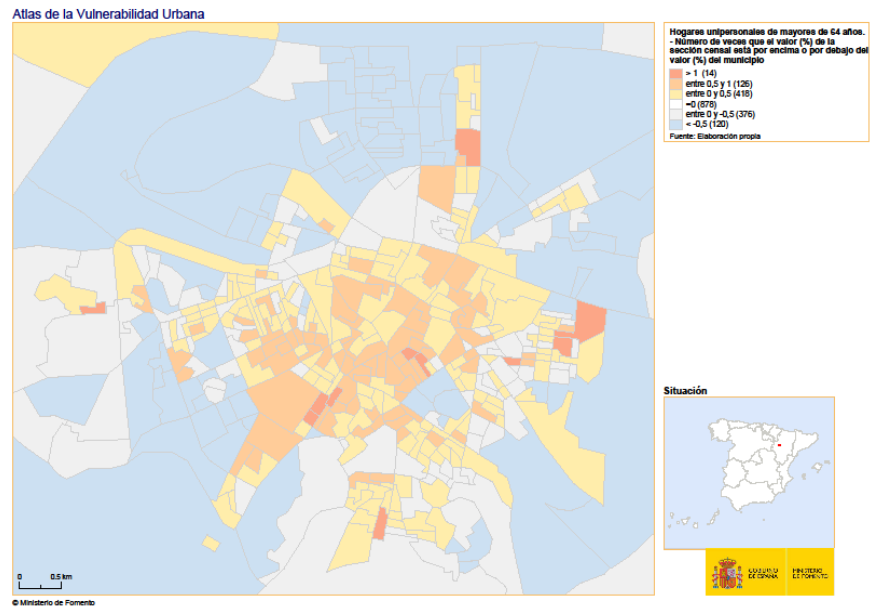 Atlas de la Vulnerabilidad Urbana
Hogares unipersonales de mayores de 64 años.
- Número de veces que el valor (%) de la
sección censal está por encima o por debajo del
valor (%) del municipio
> 1 (14)
entre 0,5 y 1 (125)
entre 0 y 0,5 (418)
=0 (878)
entre 0 y -0,5 (376)
< -0,5 (120)
Fuente: Elaboración propia
Situación
GOBIERNO
DE ESPAÑA
MINISTERIO
DE FOMENTO
0 0.5 km
© Ministerio de Fomento